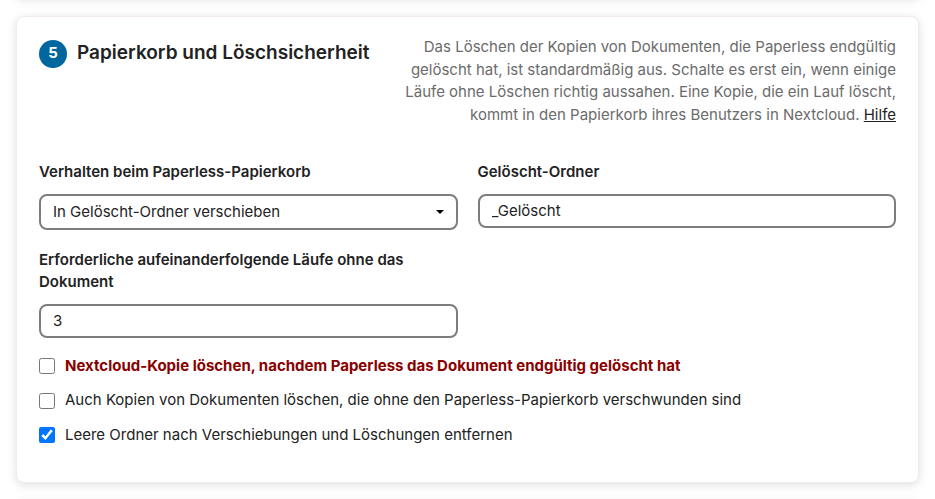 5 Papierkorb und Löschsicherheit
Das Löschen der Kopien von Dokumenten, die Paperless endgültig
gelöscht hat, ist standardmäßig aus. Schalte es erst ein, wenn einige
Läufe ohne Löschen richtig aussahen. Eine Kopie, die ein Lauf löscht,
kommt in den Papierkorb ihres Benutzers in Nextcloud. Hilfe
Verhalten beim Paperless-Papierkorb
In Gelöscht-Ordner verschieben
Gelöscht-Ordner
_Gelöscht
Erforderliche aufeinanderfolgende Läufe ohne das
Dokument
3
Nextcloud-Kopie löschen, nachdem Paperless das Dokument endgültig gelöscht hat
Auch Kopien von Dokumenten löschen, die ohne den Paperless-Papierkorb verschwunden sind
Leere Ordner nach Verschiebungen und Löschungen entfernen